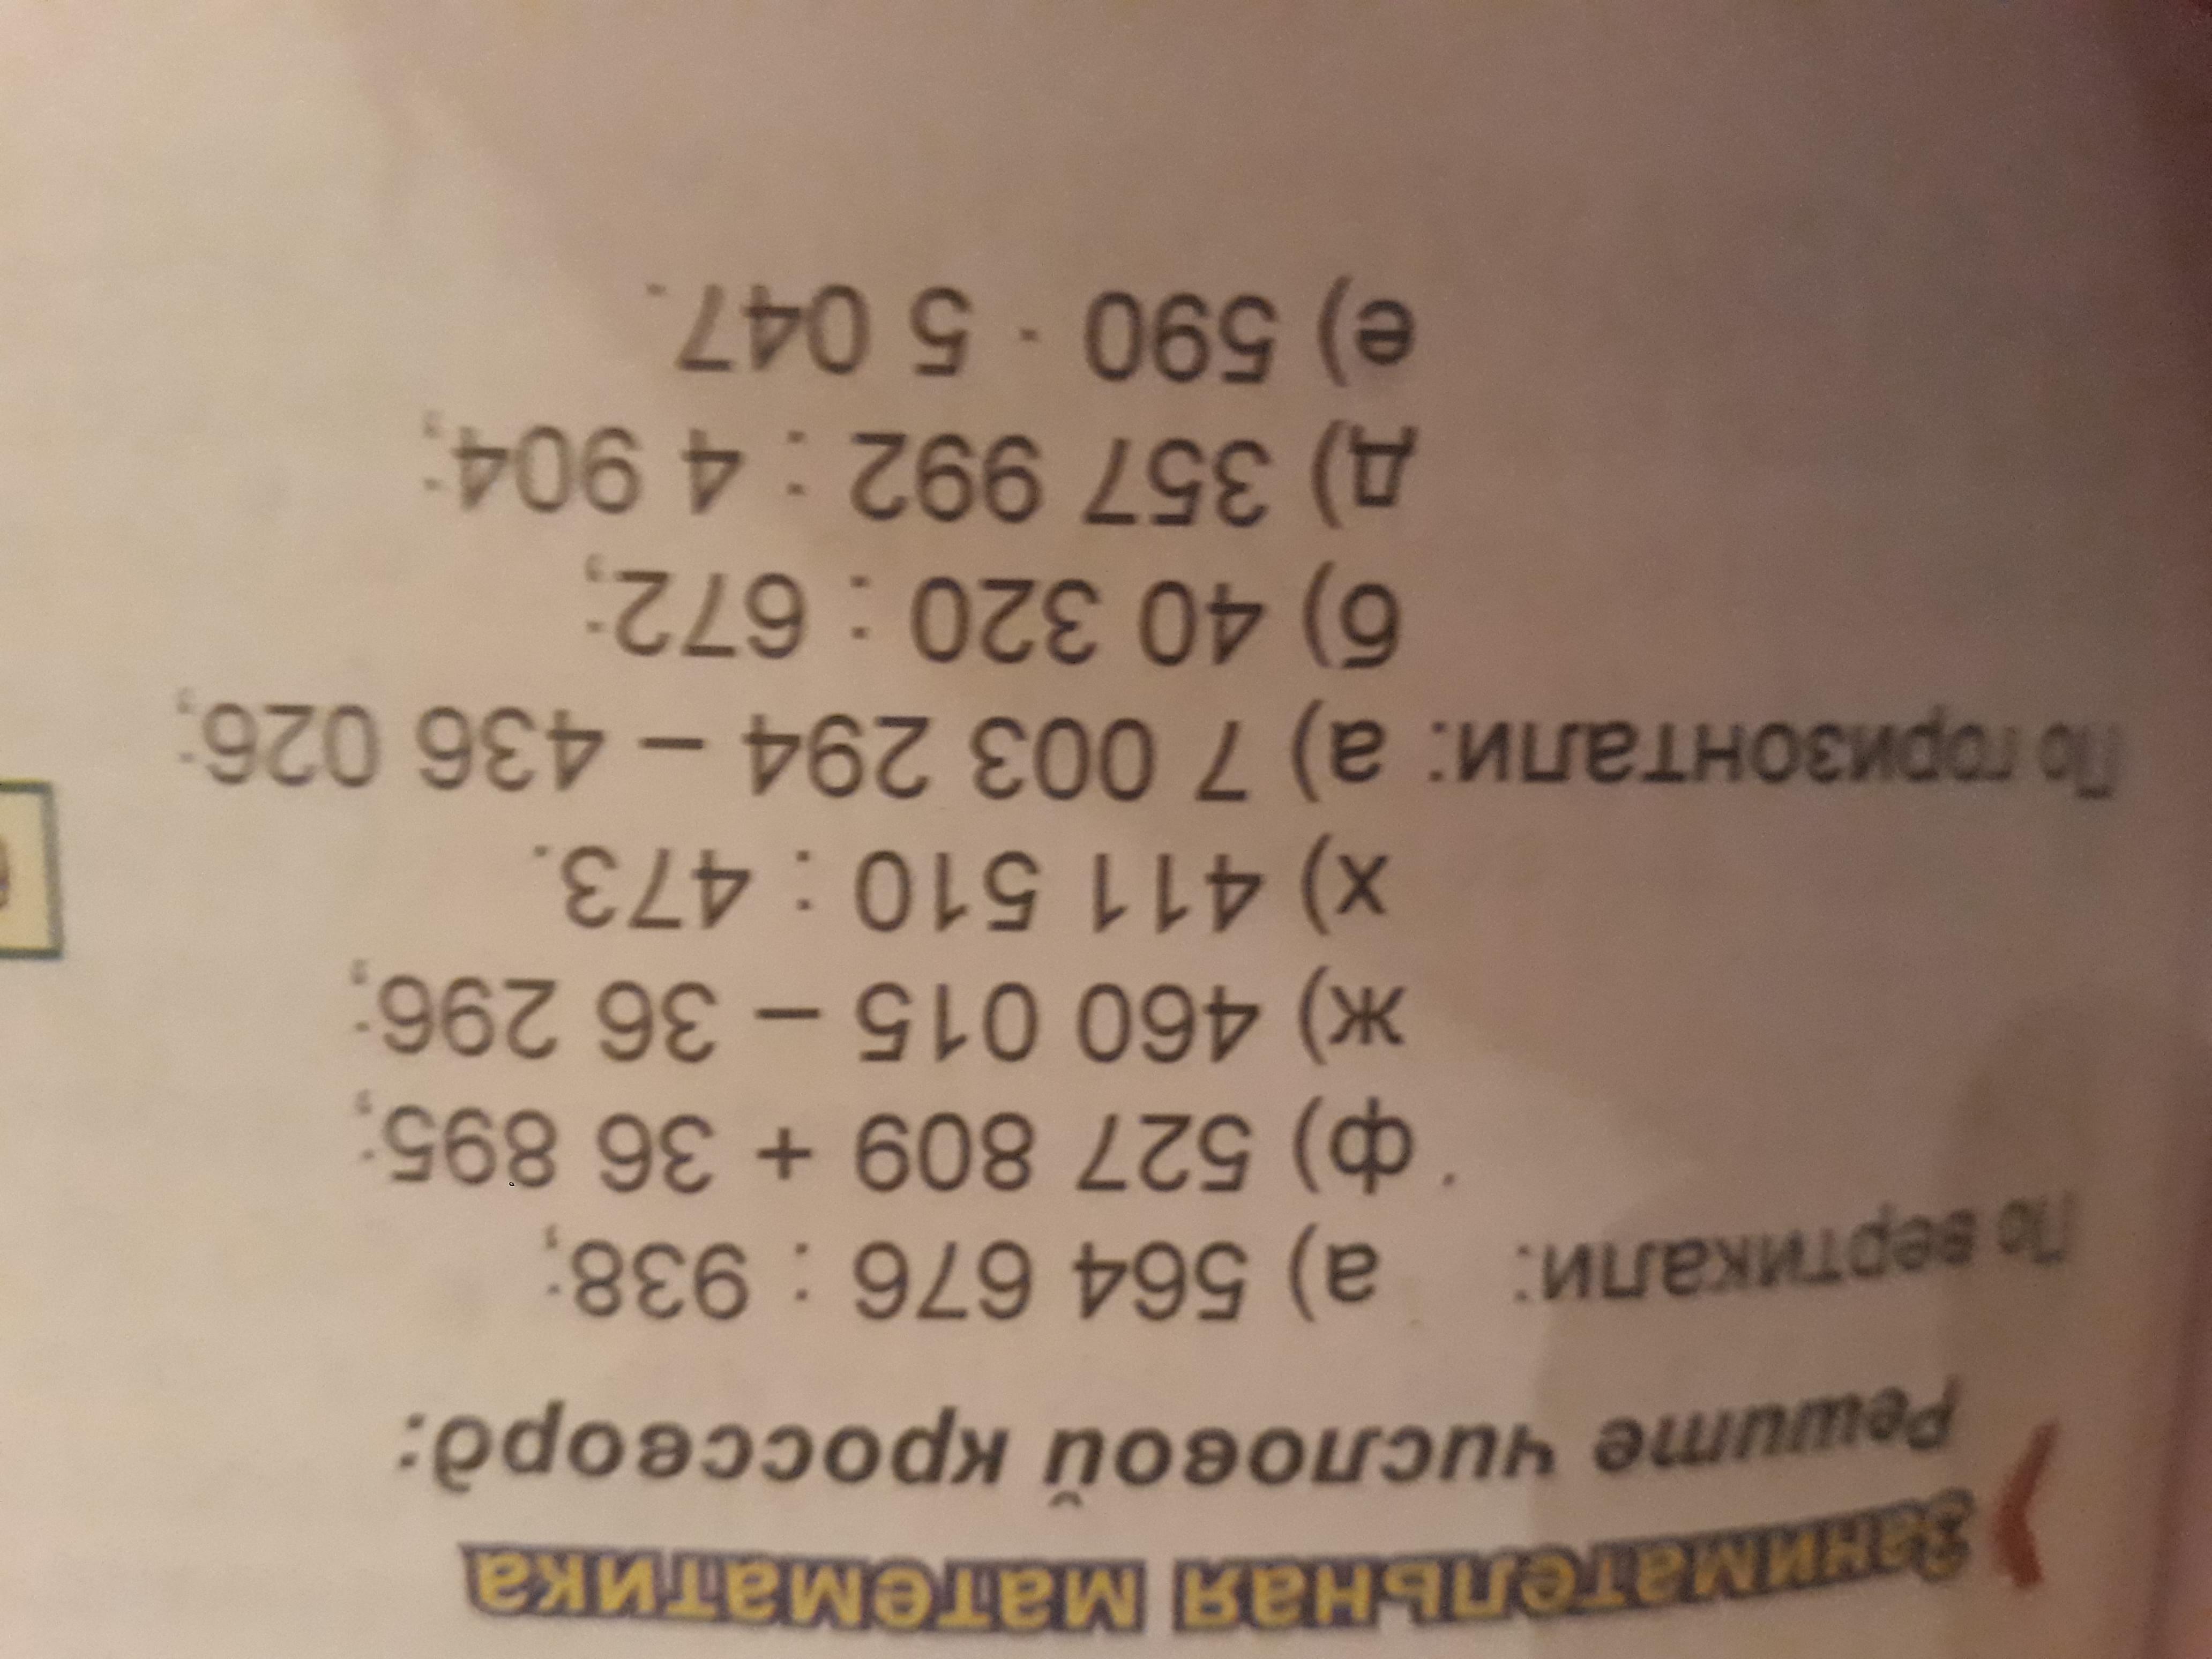 Занимательная математика
Решите числовой кроссворд:
По вертикали: а) 564 676 : 938;
ф) 527 809 + 36 895;
ж) 460 015 – 36 296;
х) 411 510 : 473.
По горизонтали: а) 7 003 294 – 436 026;
б) 40 320 : 672;
д) 357 992 : 4 904;
е) 590 · 5 047.